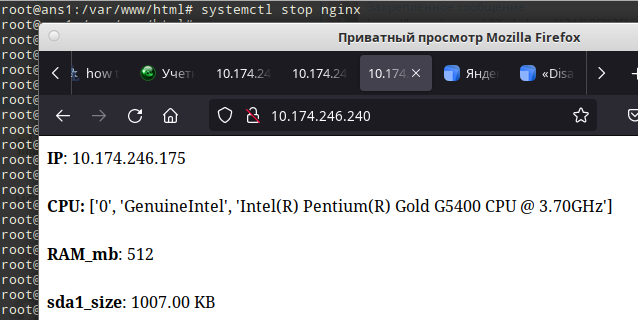 root@ans1:/var/www/html# systemctl stop nginx
root@
Приватный просмотр Mozilla Firefox
root@
root@
how t Учет 10.174.24 10.174.24 10.174 Янде «Disa
root@
root@
root@
10.174.246.240
root@
root@
IP: 10.174.246.175
root@
root@
root@
CPU: ['0', 'GenuineIntel', 'Intel(R) Pentium(R) Gold G5400 CPU @ 3.70GHz']
root@
root@
root@
RAM_mb: 512
root@
root@
root@
sda1_size: 1007.00 KB
root@